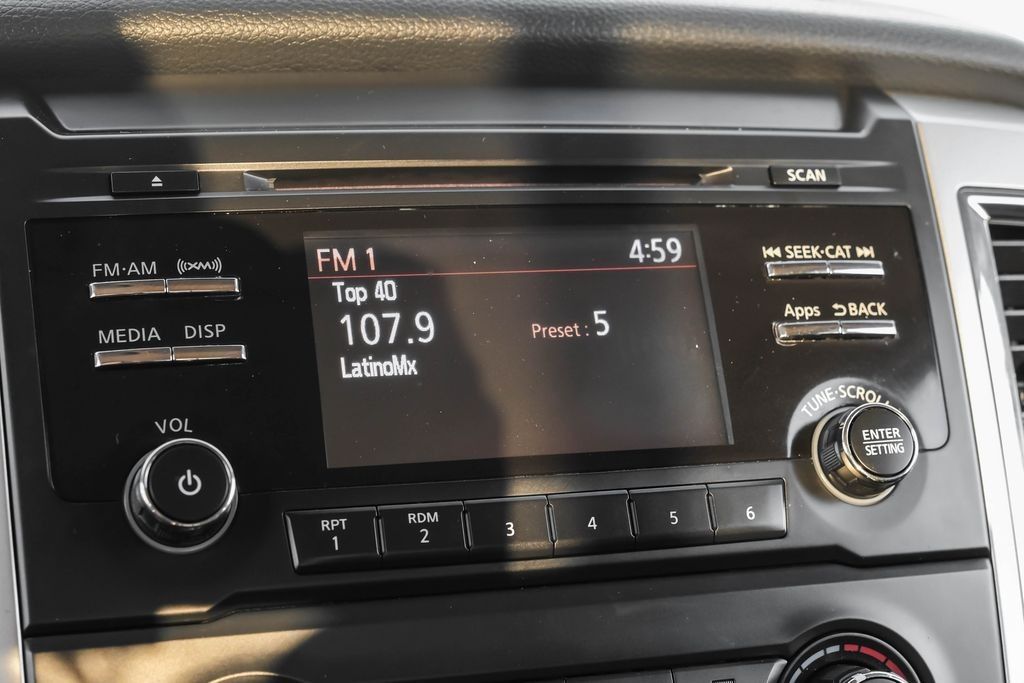 SCAN
FM 1 4:59
Top 40
107.9
LatinoMx
Preset : 5
FM·AM ((XM))
MEDIA DISP
VOL
SEEK·CAT
Apps BACK
TUNE·SCROLL
ENTER
SETTING
RPT
1
RDM
2
3
4
5
6